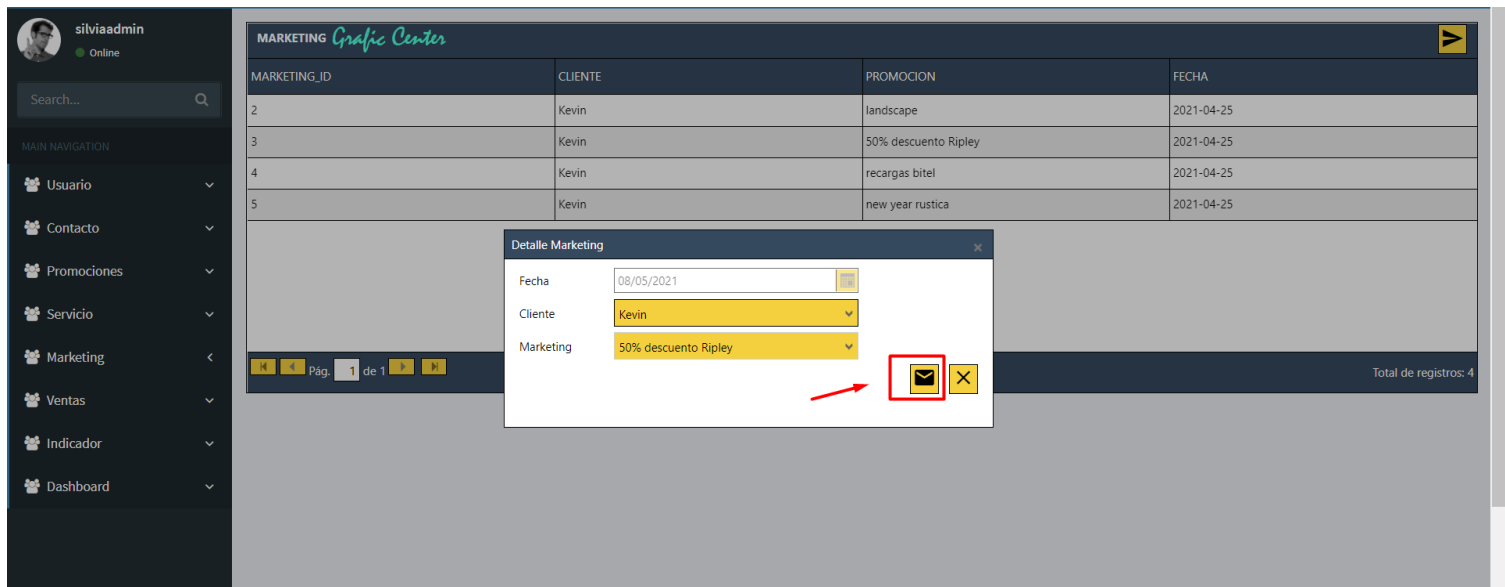 silviaadmin
Online
Search...
MAIN NAVIGATION
Usuario
Contacto
Promociones
Servicio
Marketing
Ventas
Indicador
Dashboard
MARKETING Grafic Center
MARKETING_ID CLIENTE PROMOCION FECHA
2 Kevin landscape 2021-04-25
3 Kevin 50% descuento Ripley 2021-04-25
4 Kevin recargas bitel 2021-04-25
5 Kevin new year rustica 2021-04-25
Detalle Marketing
Fecha 08/05/2021
Cliente Kevin
Marketing 50% descuento Ripley
Pág. 1 de 1
Total de registros: 4